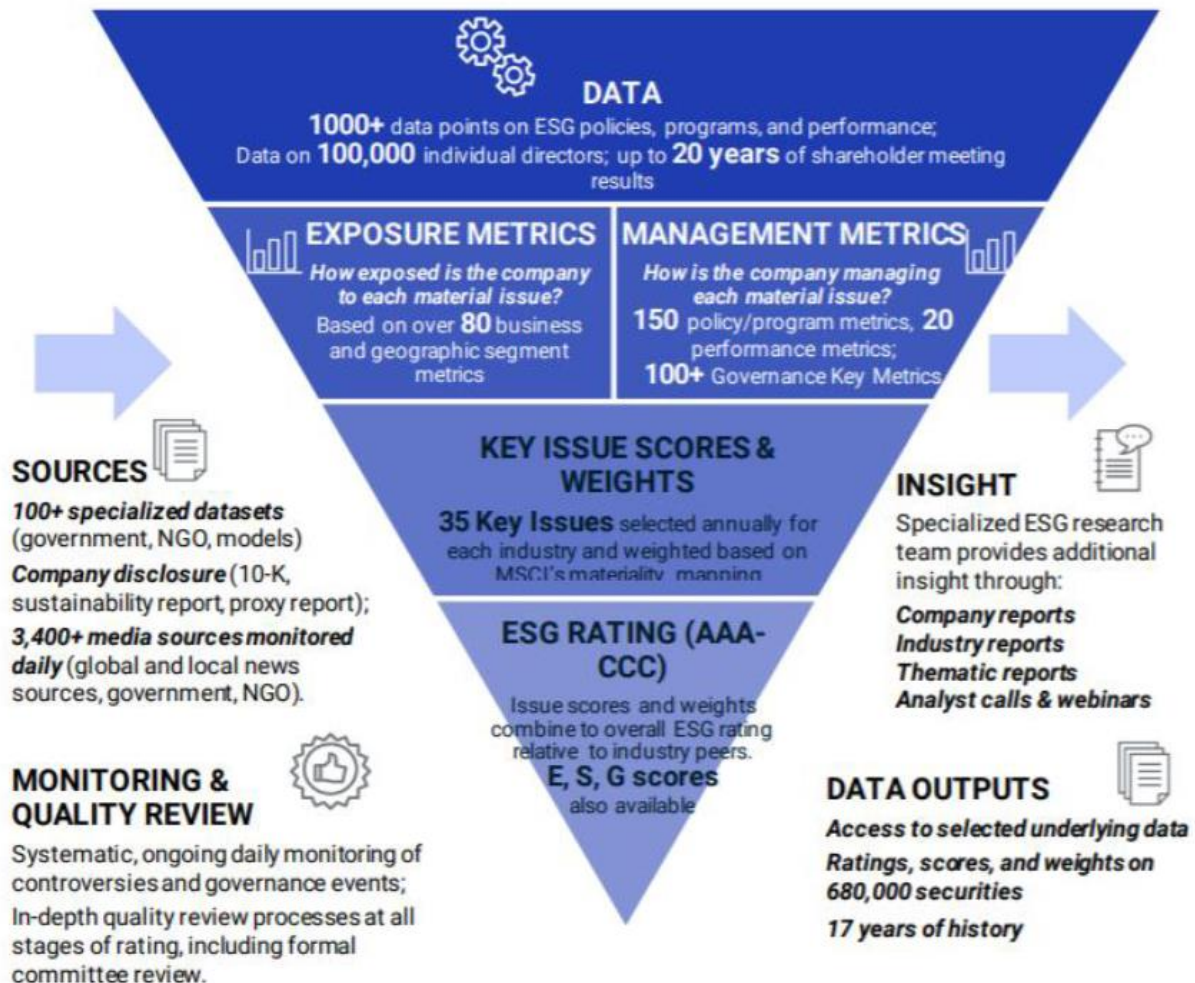 DATA
1000+ data points on ESG policies, programs, and performance;
Data on 100,000 individual directors; up to 20 years of shareholder meeting
results
EXPOSURE METRICS
How exposed is the company
to each material issue?
Based on over 80 business
and geographic segment
metrics
MANAGEMENT METRICS
How is the company managing
each material issue?
150 policy/program metrics, 20
performance metrics;
100+ Governance Key Metrics
KEY ISSUE SCORES &
WEIGHTS
35 Key Issues selected annually for
each industry and weighted based on
MSCI's materiality mapping
ESG RATING (AAA-
CCC)
Issue scores and weights
combine to overall ESG rating
relative to industry peers.
E, S, G scores
also available
SOURCES
100+ specialized datasets
(government, NGO, models)
Company disclosure (10-K,
sustainability report, proxy report);
3,400+ media sources monitored
daily (global and local news
sources, government, NGO).
MONITORING &
QUALITY REVIEW
Systematic, ongoing daily monitoring of
controversies and governance events;
In-depth quality review processes at all
stages of rating, including formal
committee review.
INSIGHT
Specialized ESG research
team provides additional
insight through:
Company reports
Industry reports
Thematic reports
Analyst calls & webinars
DATA OUTPUTS
Access to selected underlying data
Ratings, scores, and weights on
680,000 securities
17 years of history